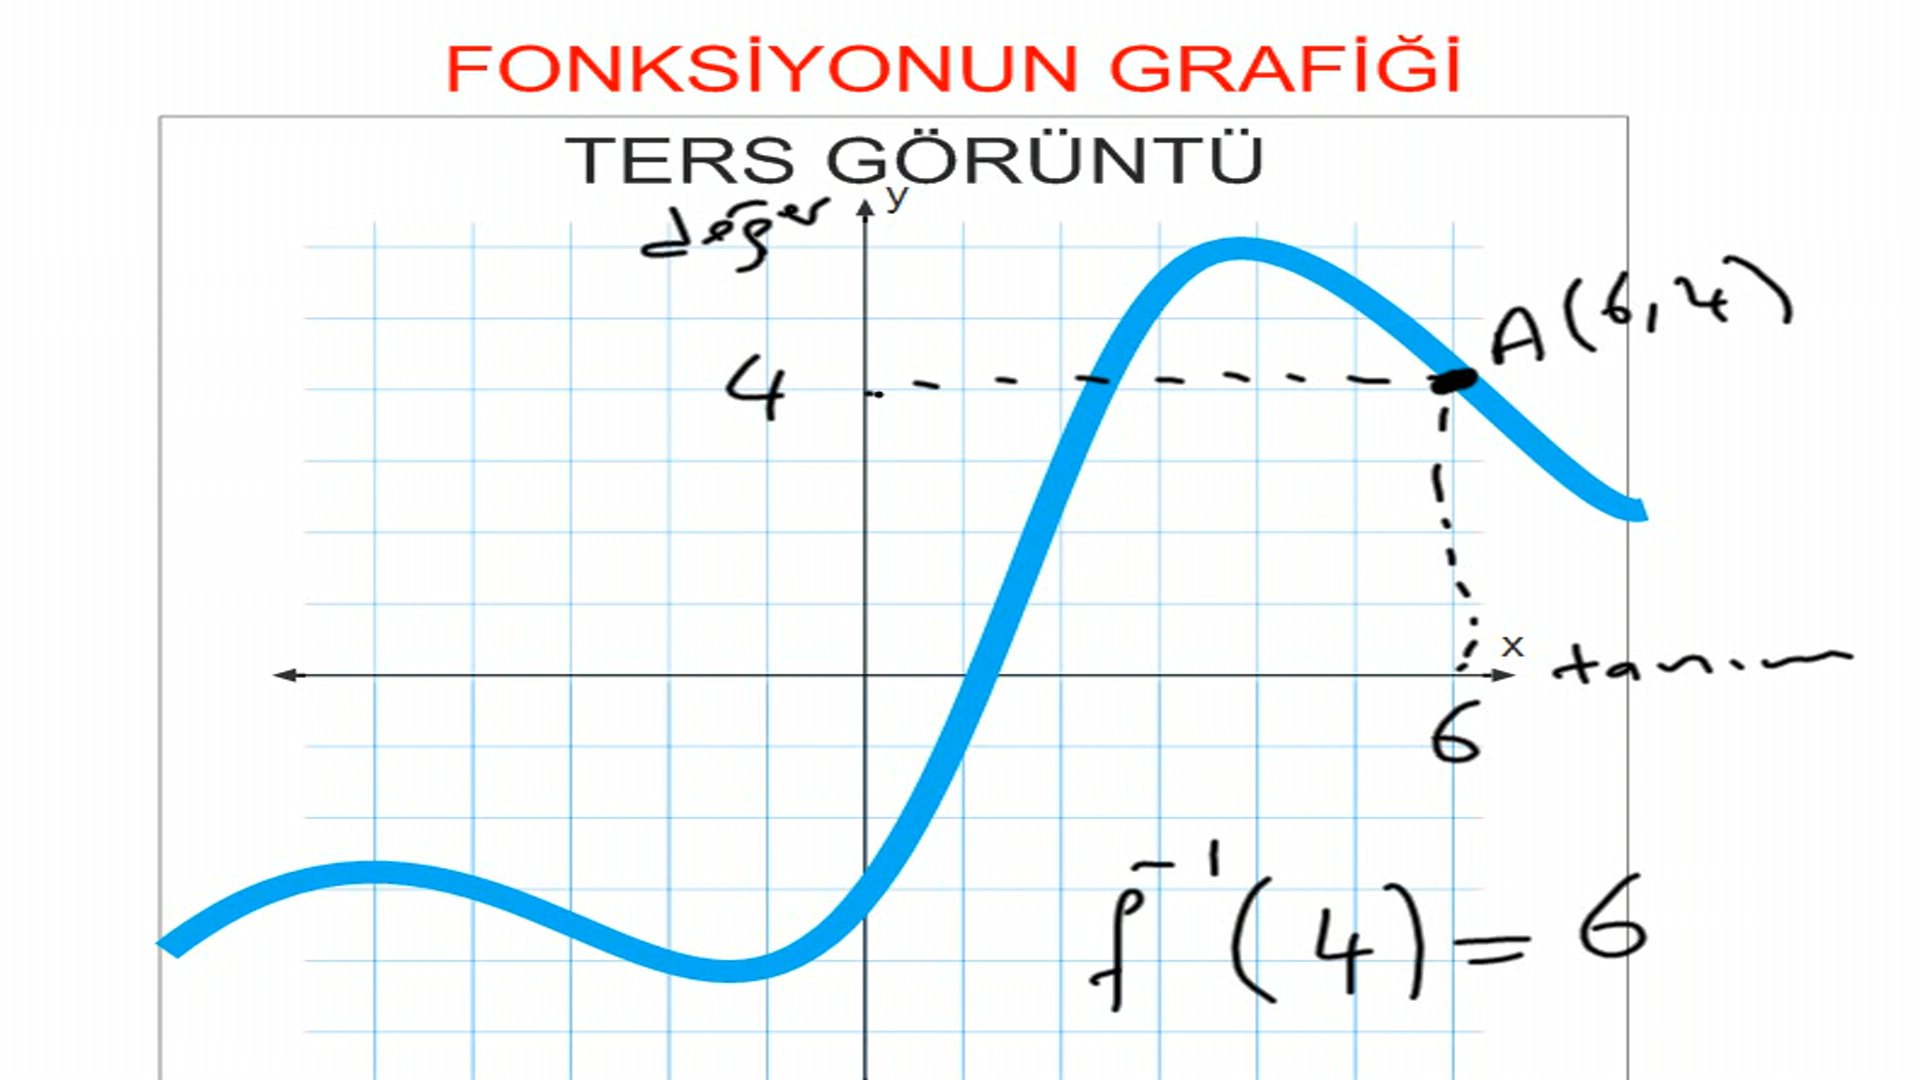 FONKSİYONUN GRAFİĞİ
TERS GÖRÜNTÜ
değer
y
A(6,4)
4
x
tanım
6
f⁻¹(4)=6